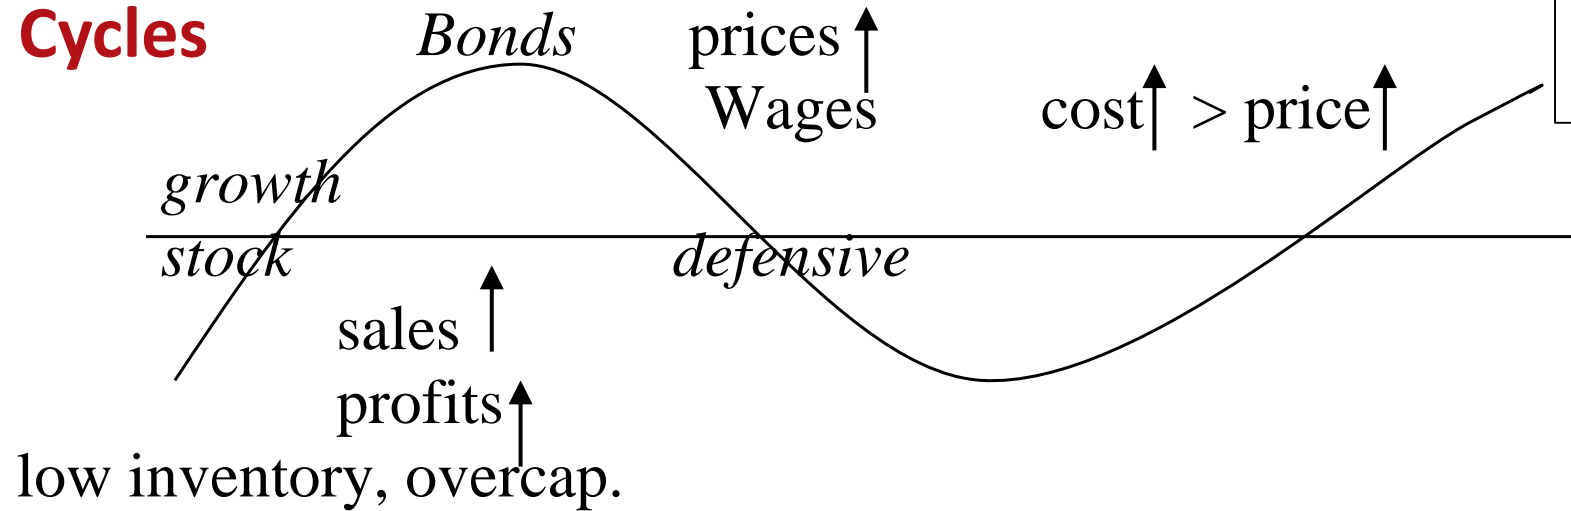 Cycles
Bonds
prices
Wages
cost > price
growth
stock
defensive
sales
profits
low inventory, overcap.